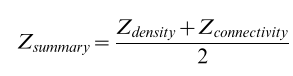 Z_summary = (Z_density + Z_connectivity) / 2